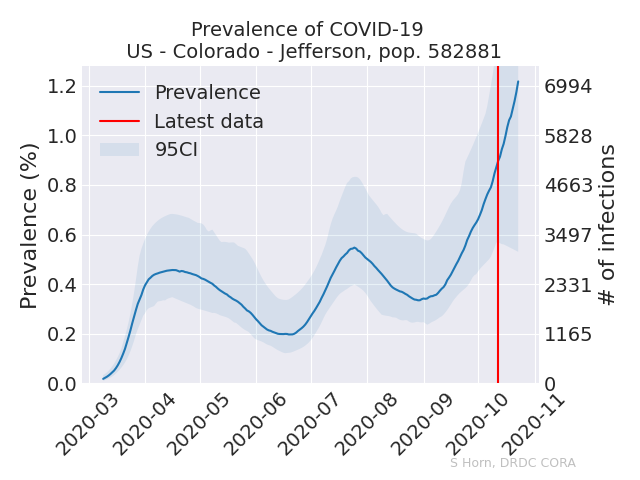 Prevalence of COVID-19
US - Colorado - Jefferson, pop. 582881
Prevalence
Latest data
95CI
Prevalence (%)
1.2
1.0
0.8
0.6
0.4
0.2
0.0
6994
5828
4663
3497
2331
1165
0
# of infections
2020-03
2020-04
2020-05
2020-06
2020-07
2020-08
2020-09
2020-10
2020-11
S Horn, DRDC CORA